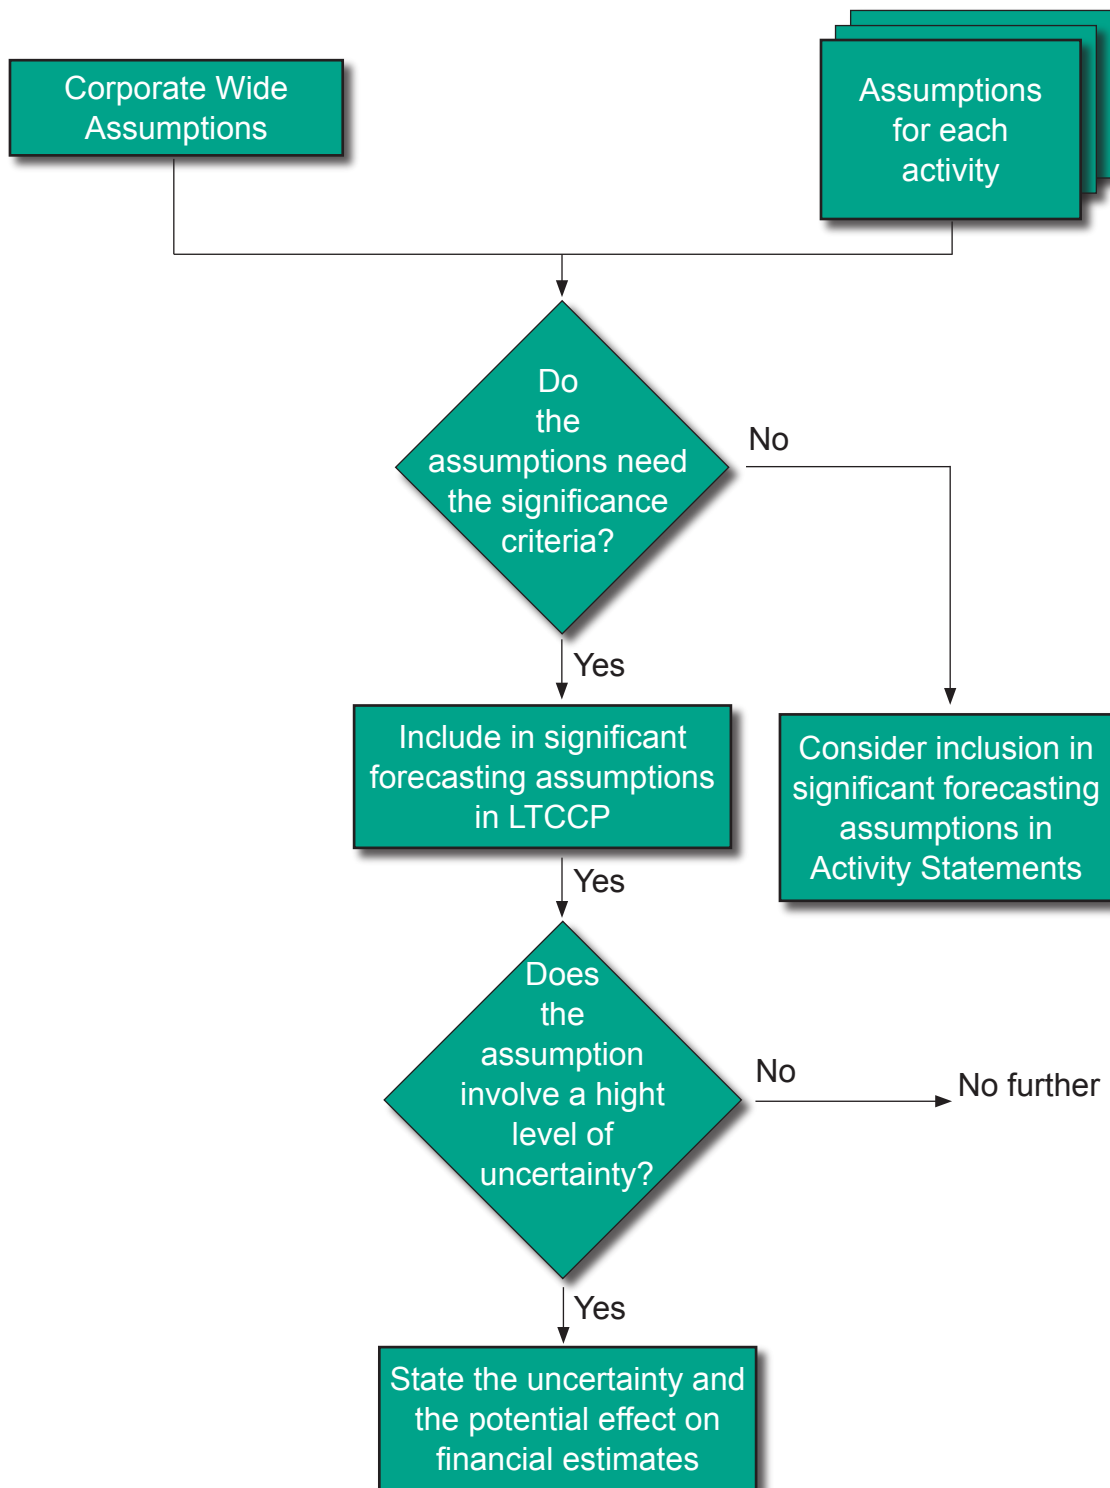 Corporate Wide
Assumptions
Assumptions
for each
activity
Do
the
assumptions need
the significance
criteria?
No
Yes
Include in significant
forecasting assumptions
in LTCCP
Consider inclusion in
significant forecasting
assumptions in
Activity Statements
Yes
Does
the
assumption
involve a hight
level of
uncertainty?
No
No further
Yes
State the uncertainty and
the potential effect on
financial estimates